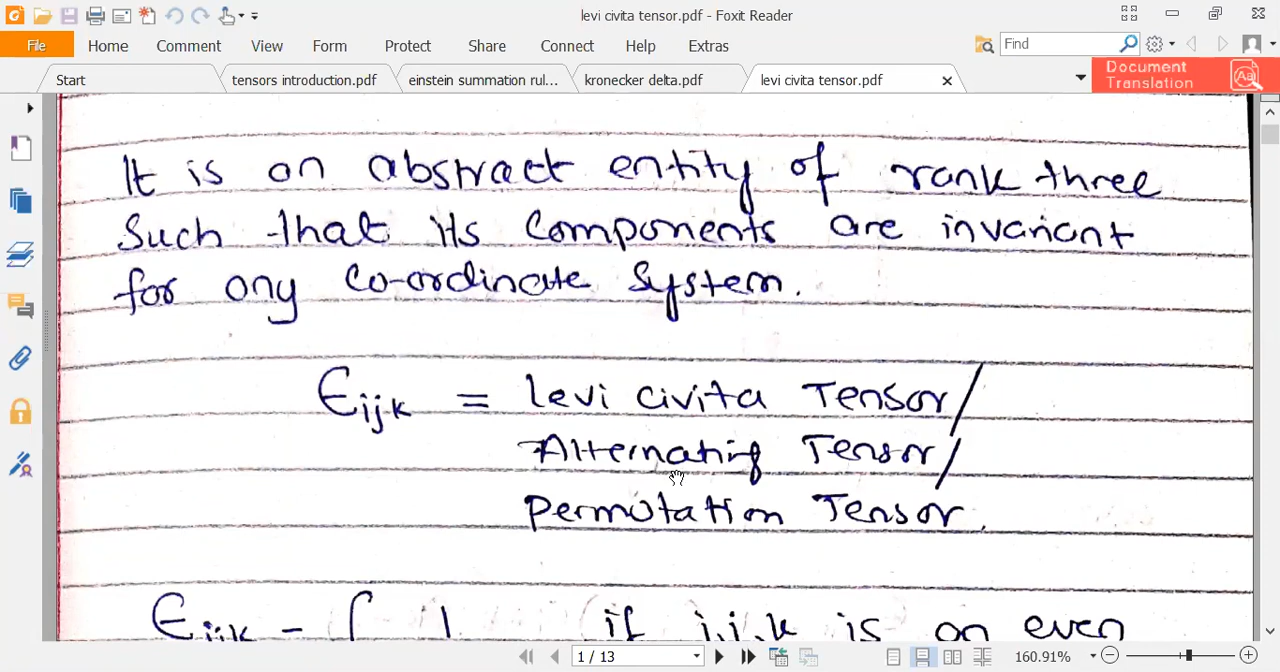 levi civita tensor.pdf - Foxit Reader
File Home Comment View Form Protect Share Connect Help Extras
Find
Start
tensors introduction.pdf
einstein summation rul...
kronecker delta.pdf
levi civita tensor.pdf
Document
Translation
It is an abstract entity of rank three
Such that its Components are invariant
for any Co-ordinate System.
Єijk = levi civita Tensor/
Alternating Tensor/
Permutation Tensor.
Єijk = { 1 if i,j,k is an even
1 / 13
160.91%